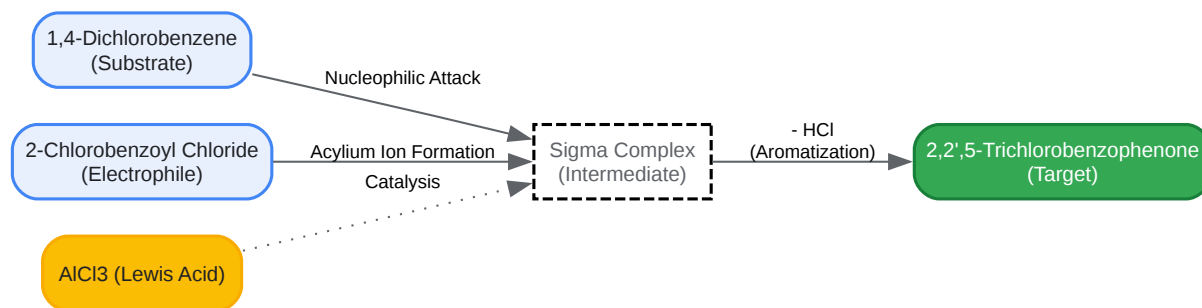 1,4-Dichlorobenzene
(Substrate)
Nucleophilic Attack
2-Chlorobenzoyl Chloride
(Electrophile)
Acylium Ion Formation
Catalysis
AlCl3 (Lewis Acid)
Sigma Complex
(Intermediate)
- HCl
(Aromatization)
2,2',5-Trichlorobenzophenone
(Target)